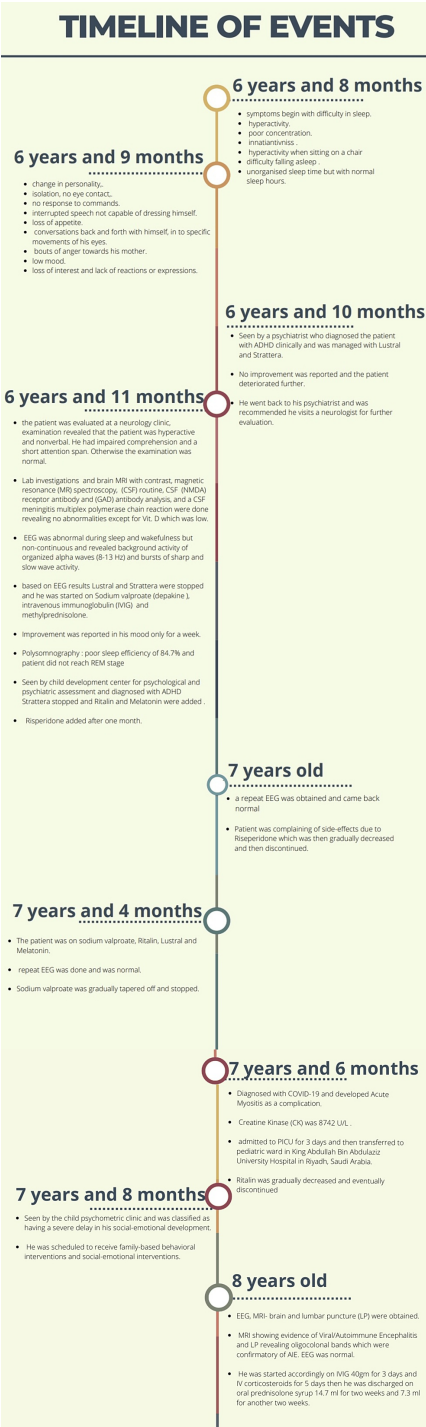 TIMELINE OF EVENTS
6 years and 8 months
symptoms begin with difficulty in sleep.
hyperactivity.
poor concentration.
innatiantivniss .
hyperactivity when sitting on a chair
difficulty falling asleep .
unorganised sleep time but with normal
sleep hours.
6 years and 9 months
change in personality,.
isolation, no eye contact,.
no response to commands.
interrupted speech not capable of dressing himself.
loss of appetite.
conversations back and forth with himself, in to specific
movements of his eyes.
bouts of anger towards his mother.
low mood.
loss of interest and lack of reactions or expressions.
6 years and 10 months
Seen by a psychiatrist who diagnosed the patient
with ADHD clinically and was managed with Lustral
and Strattera.
No improvement was reported and the patient
deteriorated further.
He went back to his psychiatrist and was
recommended he visits a neurologist for further
evaluation.
6 years and 11 months
the patient was evaluated at a neurology clinic,
examination revealed that the patient was hyperactive
and nonverbal. He had impaired comprehension and a
short attention span. Otherwise the examination was
normal.
Lab investigations and brain MRI with contrast, magnetic
resonance (MR) spectroscopy, (CSF) routine, CSF (NMDA)
receptor antibody and (GAD) antibody analysis, and a CSF
meningitis multiplex polymerase chain reaction were done
revealing no abnormalities except for Vit. D which was low.
EEG was abnormal during sleep and wakefulness but
non-continuous and revealed background activity of
organized alpha waves (8-13 Hz) and bursts of sharp and
slow wave activity.
based on EEG results Lustral and Strattera were stopped
and he was started on Sodium valproate (depakine ),
intravenous immunoglobulin (IVIG) and
methylprednisolone.
Improvement was reported in his mood only for a week.
Polysomnography : poor sleep efficiency of 84.7% and
patient did not reach REM stage
Seen by child development center for psychological and
psychiatric assessment and diagnosed with ADHD
Strattera stopped and Ritalin and Melatonin were added .
Risperidone added after one month.
7 years old
a repeat EEG was obtained and came back
normal
Patient was complaining of side-effects due to
Riseperidone which was then gradually decreased
and then discontinued.
7 years and 4 months
The patient was on sodium valproate, Ritalin, Lustral and
Melatonin.
repeat EEG was done and was normal.
Sodium valproate was gradually tapered off and stopped.
7 years and 6 months
Diagnosed with COVID-19 and developed Acute
Myositis as a complication.
Creatine Kinase (CK) was 8742 U/L .
admitted to PICU for 3 days and then transferred to
pediatric ward in King Abdullah Bin Abdulaziz
University Hospital in Riyadh, Saudi Arabia.
Ritalin was gradually decreased and eventually
discontinued
7 years and 8 months
Seen by the child psychometric clinic and was classified as
having a severe delay in his social-emotional development.
He was scheduled to receive family-based behavioral
interventions and social-emotional interventions.
8 years old
EEG, MRI- brain and lumbar puncture (LP) were obtained.
MRI showing evidence of Viral/Autoimmune Encephalitis
and LP revealing oligocolonal bands which were
confirmatory of AIE. EEG was normal.
He was started accordingly on IVIG 40gm for 3 days and
IV corticosteroids for 5 days then he was discharged on
oral prednisolone syrup 14.7 ml for two weeks and 7.3 ml
for another two weeks.